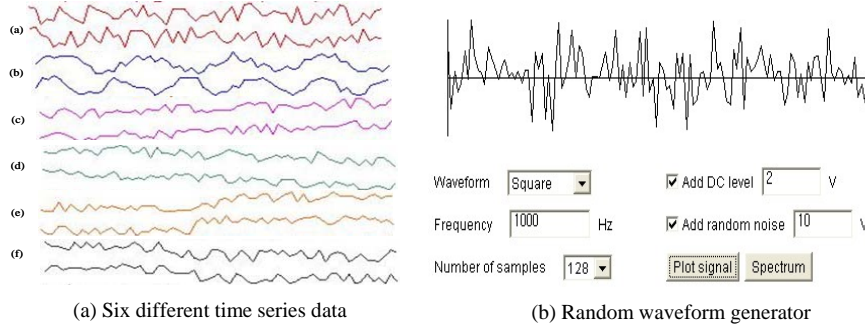 (a)
(b)
(c)
(d)
(e)
(f)
Waveform Square Add DC level 2 V
Frequency 1000 Hz Add random noise 10 V
Number of samples 128 Plot signal Spectrum
(a) Six different time series data (b) Random waveform generator